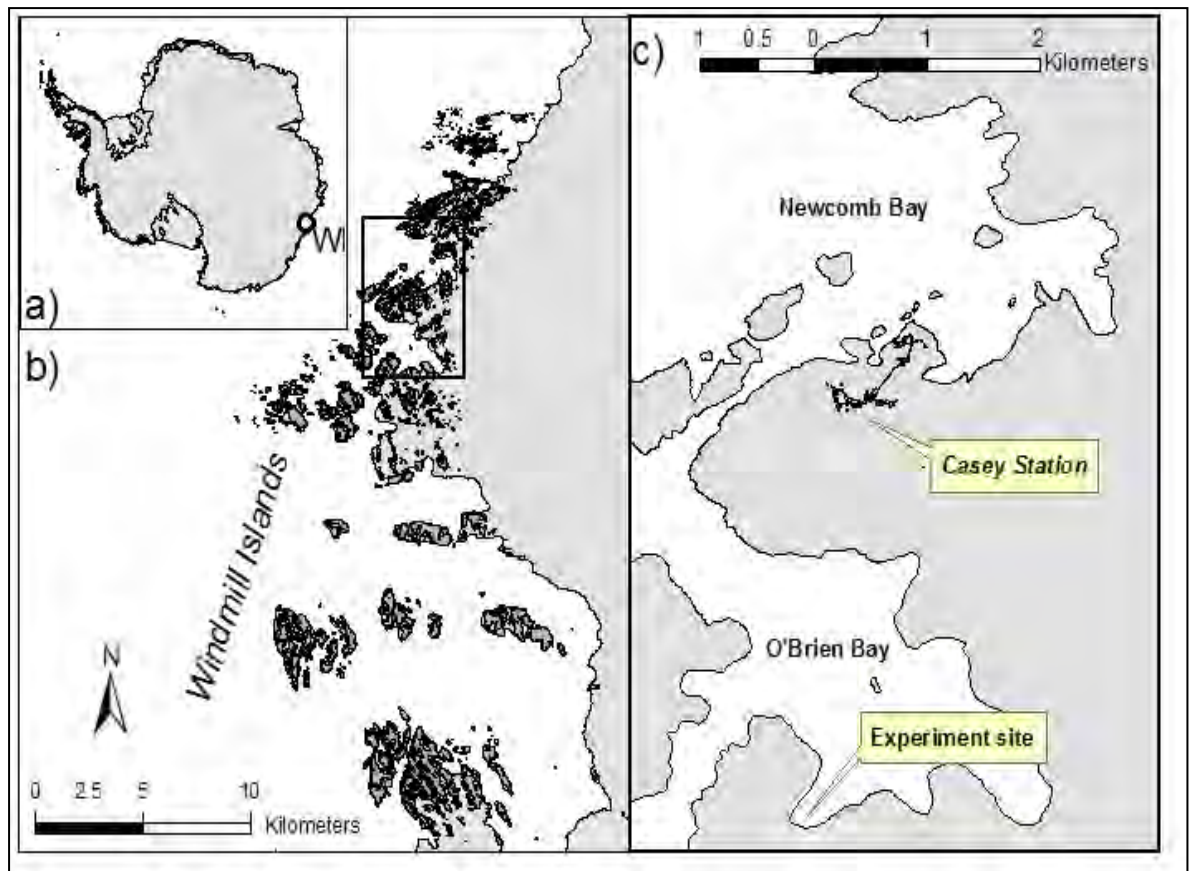 a)
WI
b)
Windmill Islands
N
0 2.5 5 10
Kilometers
c)
1 0.5 0 1 2
Kilometers
Newcomb Bay
Casey Station
O'Brien Bay
Experiment site